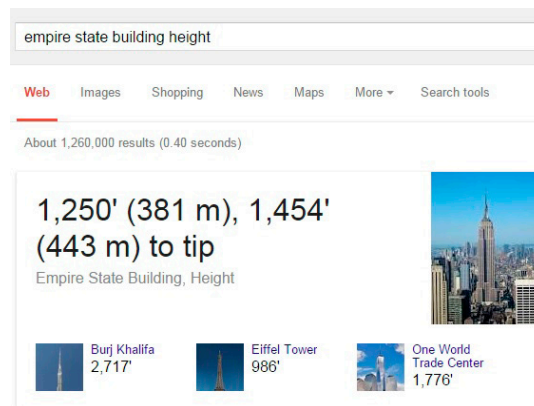 empire state building height
Web Images Shopping News Maps More Search tools
About 1,260,000 results (0.40 seconds)
1,250' (381 m), 1,454'
(443 m) to tip
Empire State Building, Height
Burj Khalifa
2,717'
Eiffel Tower
986'
One World
Trade Center
1,776'